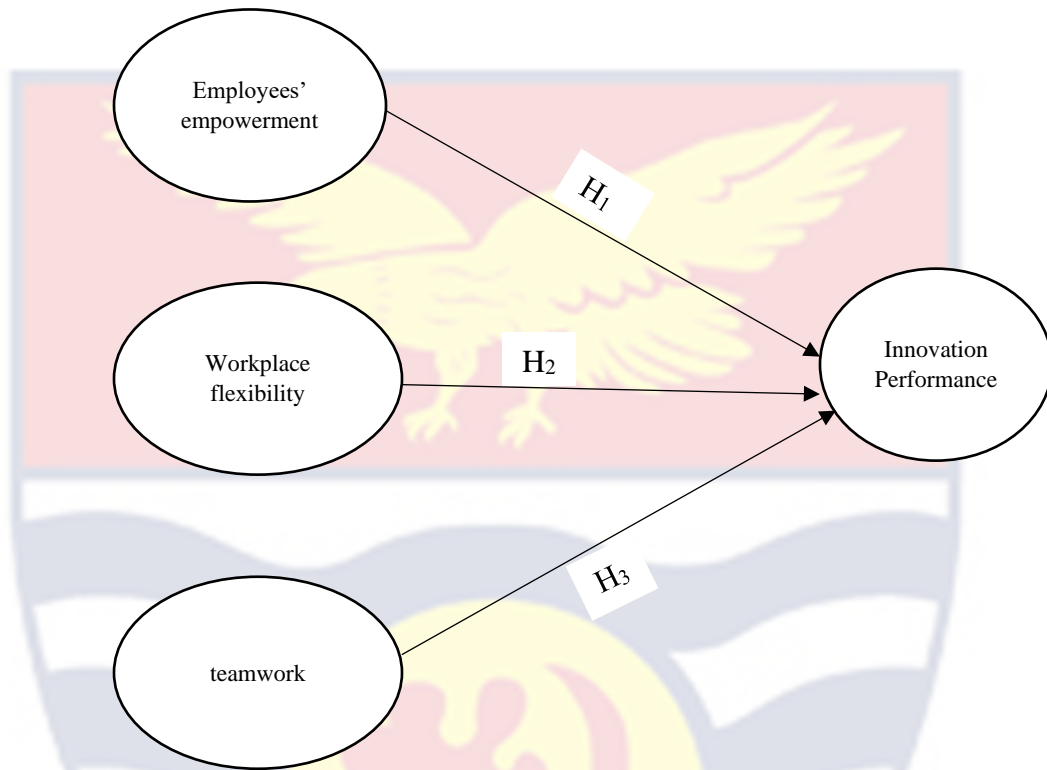 Employees’
empowerment
H₁
Workplace
flexibility
H₂
Innovation
Performance
H₃
teamwork